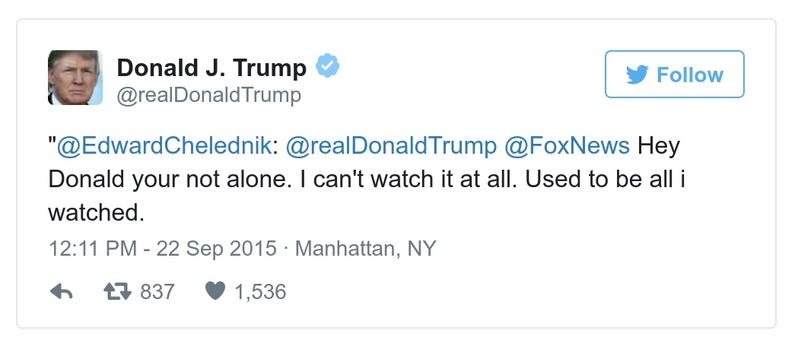 Donald J. Trump
@realDonaldTrump
Follow
"@EdwardChelednik: @realDonaldTrump @FoxNews Hey
Donald your not alone. I can't watch it at all. Used to be all i
watched.
12:11 PM - 22 Sep 2015 · Manhattan, NY
837 1,536